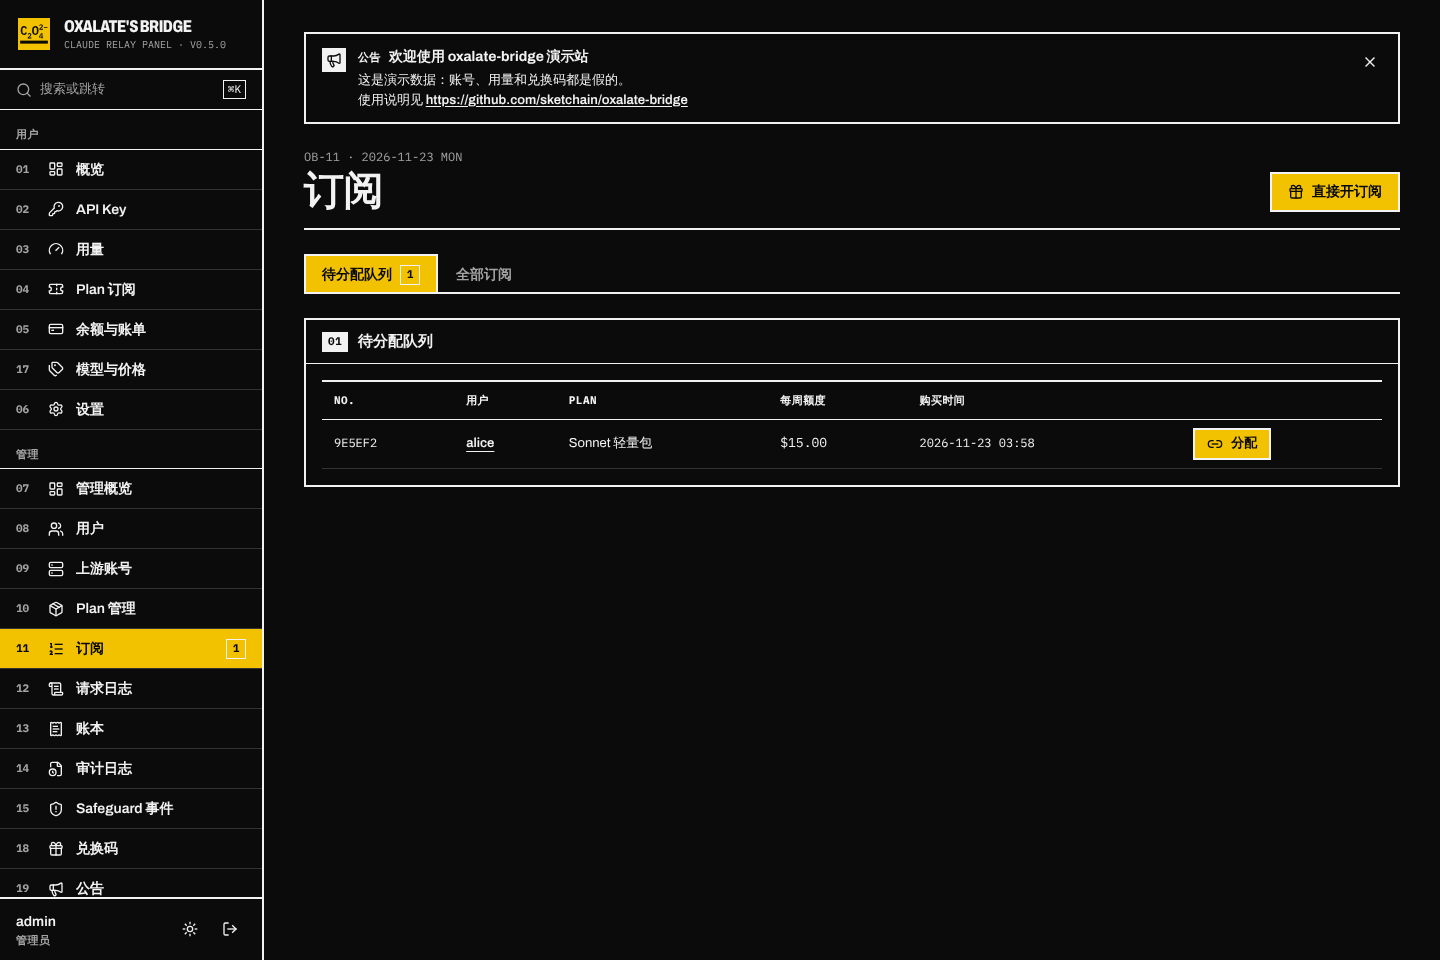 C₂O₄²⁻
OXALATE'S BRIDGE
CLAUDE RELAY PANEL · V0.5.0
搜索或跳转 ⌘K
用户
01 概览
02 API Key
03 用量
04 Plan 订阅
05 余额与账单
17 模型与价格
06 设置
管理
07 管理概览
08 用户
09 上游账号
10 Plan 管理
11 订阅 1
12 请求日志
13 账本
14 审计日志
15 Safeguard 事件
18 兑换码
19 公告
admin
管理员
公告 欢迎使用 oxalate-bridge 演示站
这是演示数据：账号、用量和兑换码都是假的。
使用说明见 https://github.com/sketchain/oxalate-bridge
OB-11 · 2026-11-23 MON
订阅
直接开订阅
待分配队列 1 全部订阅
01 待分配队列
NO. 用户 PLAN 每周额度 购买时间
9E5EF2 alice Sonnet 轻量包 $15.00 2026-11-23 03:58 分配